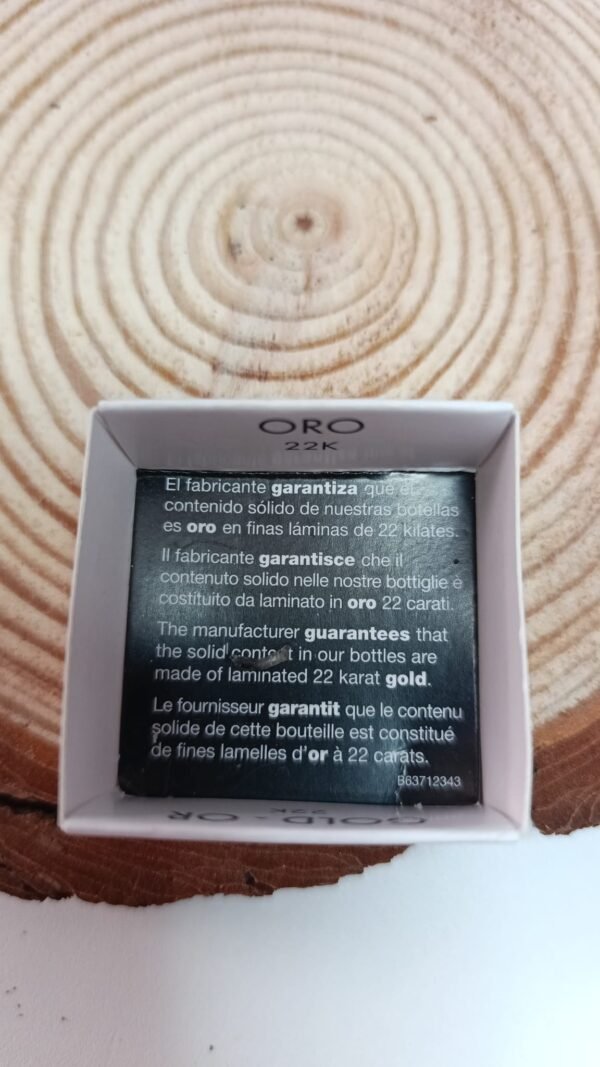 ORO
22K
El fabricante garantiza que el
contenido sólido de nuestras botellas
es oro en finas láminas de 22 kilates.
Il fabricante garantisce che il
contenuto solido nelle nostre bottiglie è
costituito da laminato in oro 22 carati.
The manufacturer guarantees that
the solid content in our bottles are
made of laminated 22 karat gold.
Le fournisseur garantit que le contenu
solide de cette bouteille est constitué
de fines lamelles d'or à 22 carats.
B63712343
GOLD - OR
22K